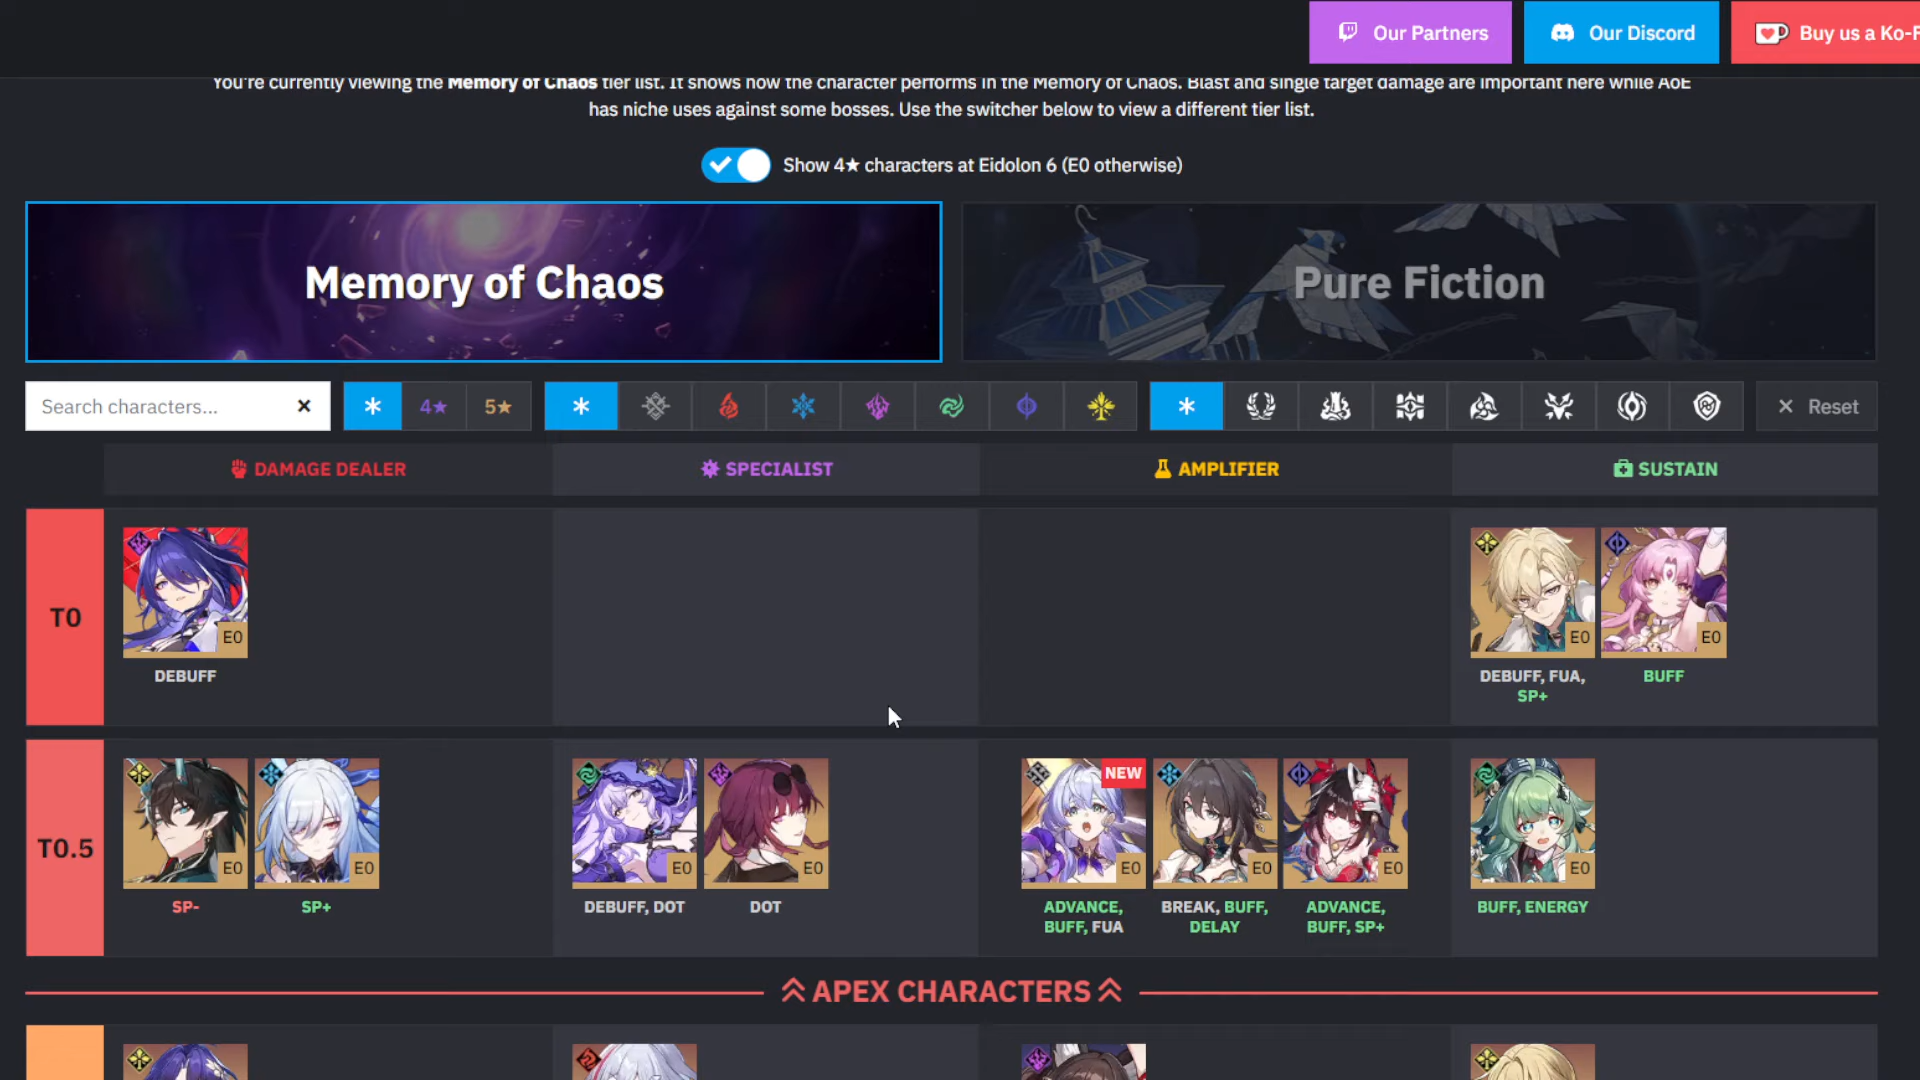 Our Partners
Our Discord
Buy us a Ko-F
You're currently viewing the Memory of Chaos tier list. It shows how the character performs in the Memory of Chaos. Blast and single target damage are important here while AoE
has niche uses against some bosses. Use the switcher below to view a different tier list.
Show 4★ characters at Eidolon 6 (E0 otherwise)
Memory of Chaos
Pure Fiction
Search characters...
4★
5★
Reset
DAMAGE DEALER
SPECIALIST
AMPLIFIER
SUSTAIN
T0
E0
DEBUFF
E0
DEBUFF, FUA,
SP+
E0
BUFF
T0.5
E0
SP-
E0
SP+
E0
DEBUFF, DOT
E0
DOT
NEW
E0
ADVANCE,
BUFF, FUA
E0
BREAK, BUFF,
DELAY
E0
ADVANCE,
BUFF, SP+
E0
BUFF, ENERGY
APEX CHARACTERS